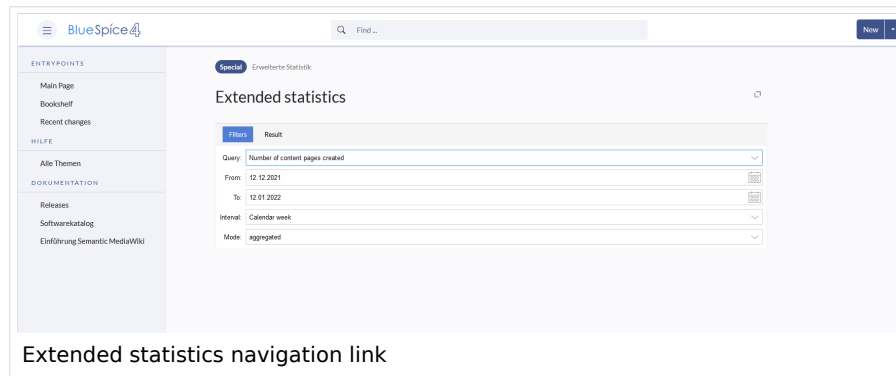 BlueSpice 4
Find ...
New
ENTRYPOINTS
Main Page
Bookshelf
Recent changes
HILFE
Alle Themen
DOKUMENTATION
Releases
Softwarekatalog
Einführung Semantic MediaWiki
Special Erweiterte Statistik
Extended statistics
Filters Result
Query: Number of content pages created
From: 12.12.2021
To: 12.01.2022
Interval: Calendar week
Mode: aggregated
Extended statistics navigation link